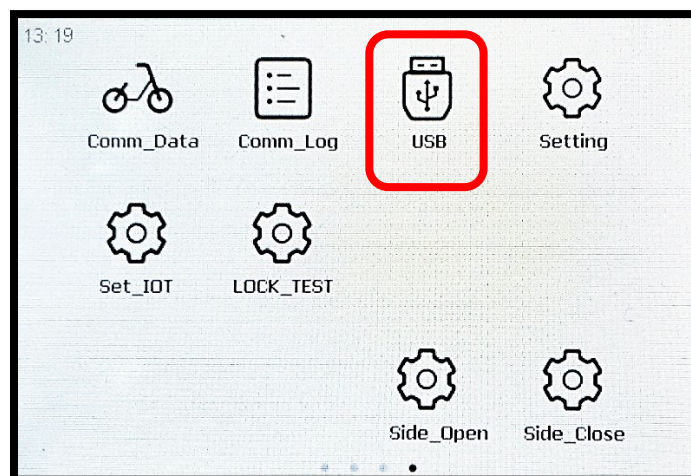 13:19
Comm_Data Comm_Log USB Setting
Set_IOT LOCK_TEST
Side_Open Side_Close